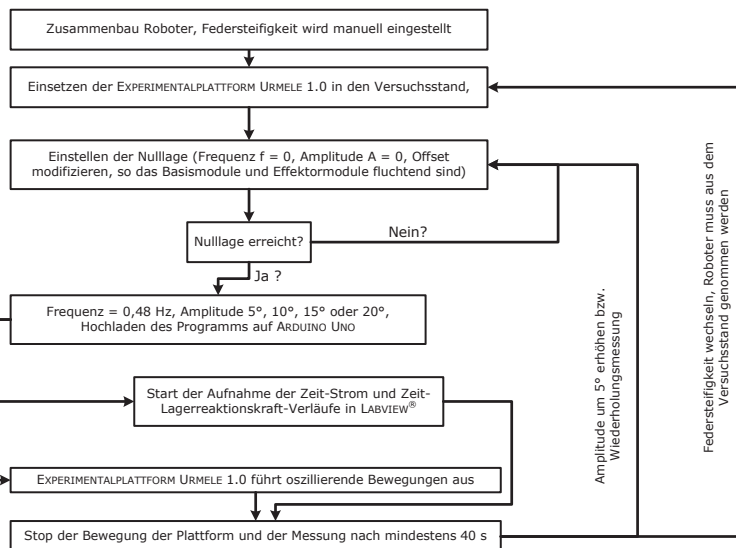 Zusammenbau Roboter, Federsteifigkeit wird manuell eingestellt
Einsetzen der EXPERIMENTALPLATTFORM URMELE 1.0 in den Versuchsstand,
Einstellen der Nulllage (Frequenz f = 0, Amplitude A = 0, Offset
modifizieren, so das Basismodule und Effektormodule fluchtend sind)
Nulllage erreicht?
Nein?
Ja ?
Frequenz = 0,48 Hz, Amplitude 5°, 10°, 15° oder 20°,
Hochladen des Programms auf ARDUINO UNO
Start der Aufnahme der Zeit-Strom und Zeit-
Lagerreaktionskraft-Verläufe in LABVIEW®
EXPERIMENTALPLATTFORM URMELE 1.0 führt oszillierende Bewegungen aus
Stop der Bewegung der Plattform und der Messung nach mindestens 40 s
Amplitude um 5° erhöhen bzw.
Wiederholungsmessung
Federsteifigkeit wechseln, Roboter muss aus dem
Versuchsstand genommen werden